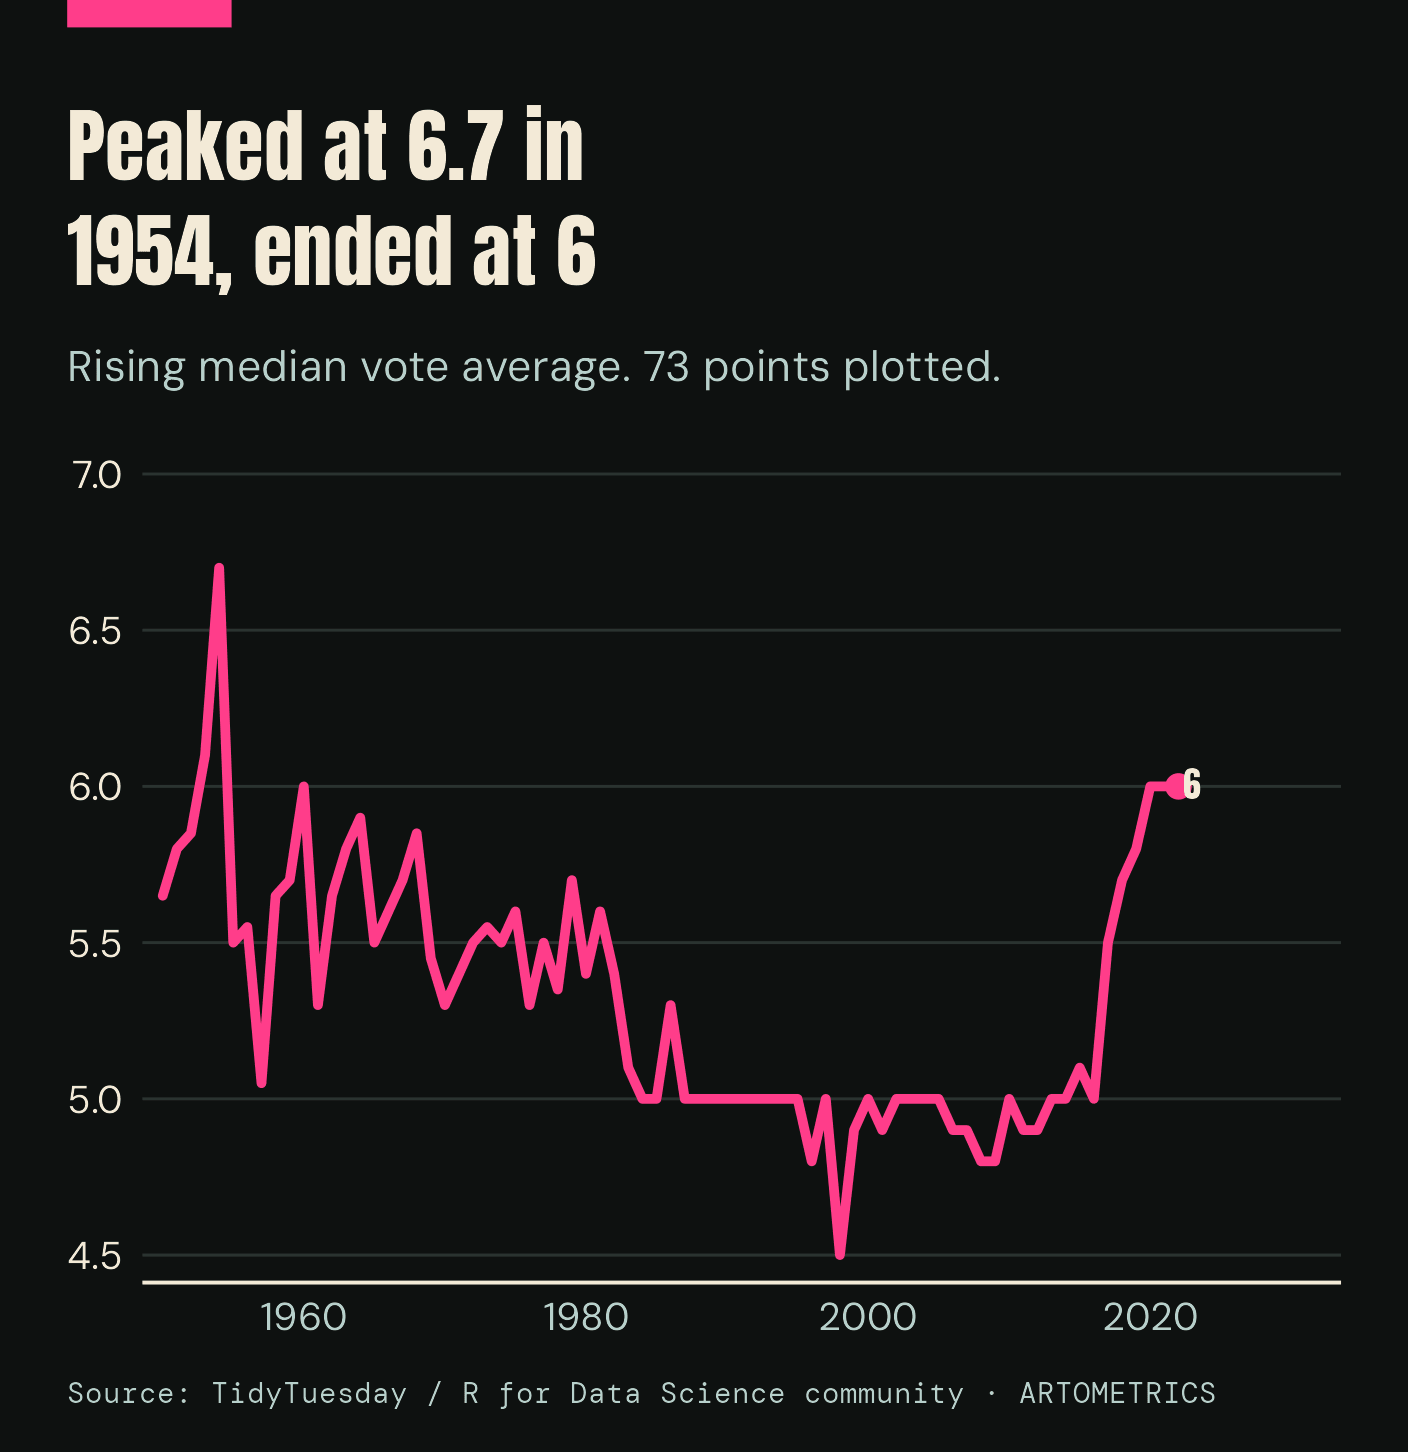 Peaked at 6.7 in
1954, ended at 6
Rising median vote average. 73 points plotted.
7.0
6.5
6.0
6
5.5
5.0
4.5
1960 1980 2000 2020
Source: TidyTuesday / R for Data Science community · ARTOMETRICS